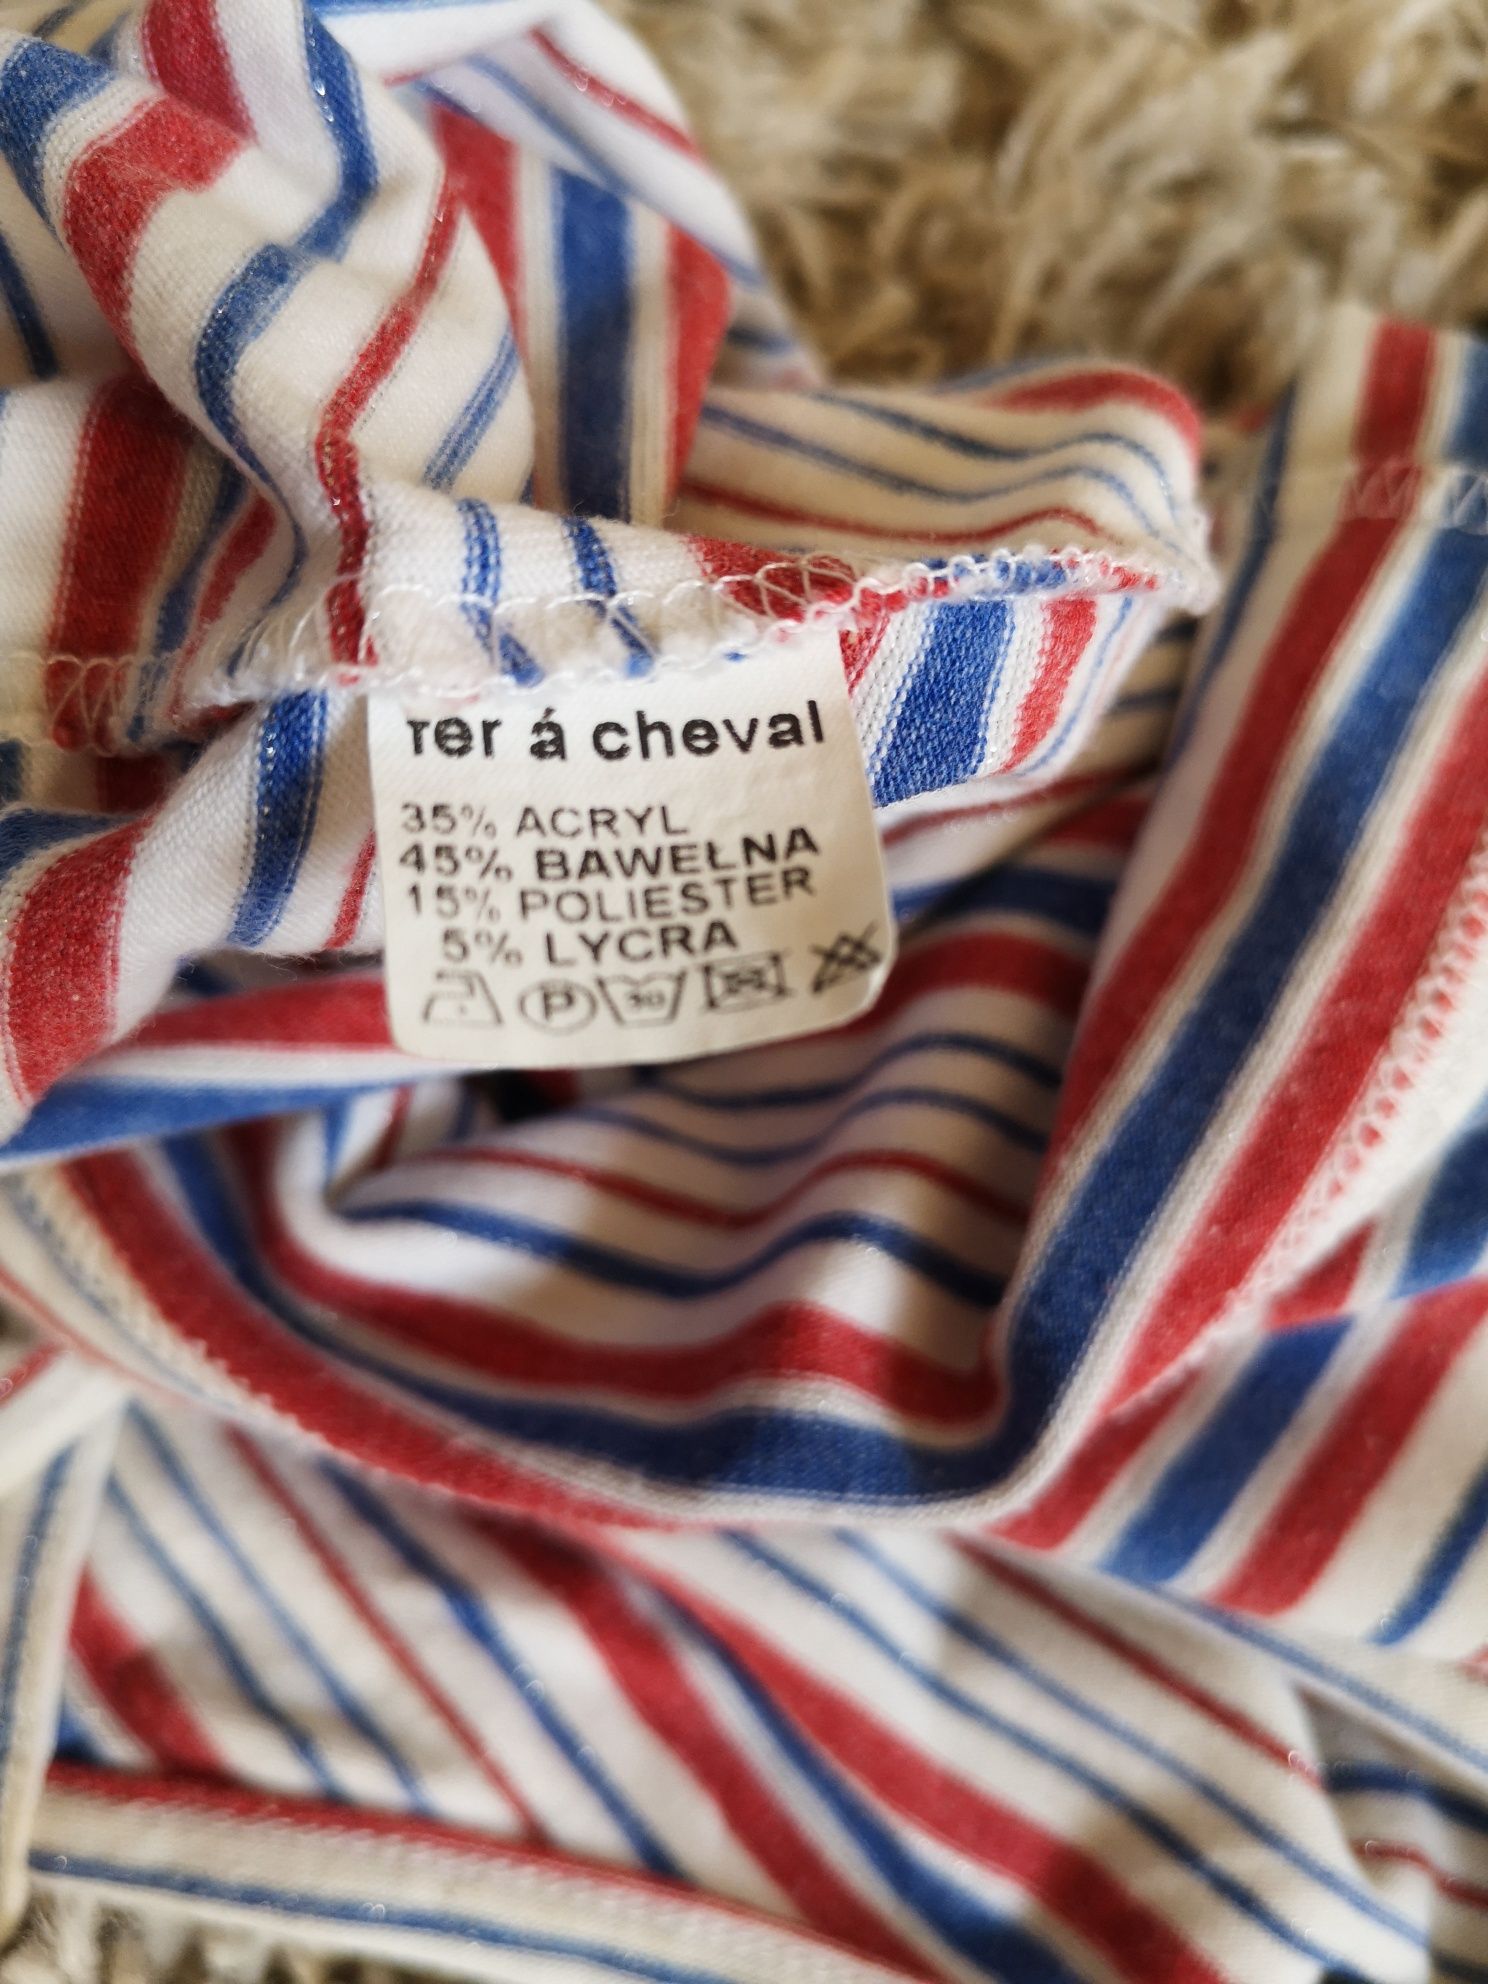 fer á cheval
35% ACRYL
45% BAWEŁNA
15% POLIESTER
5% LYCRA
P 30